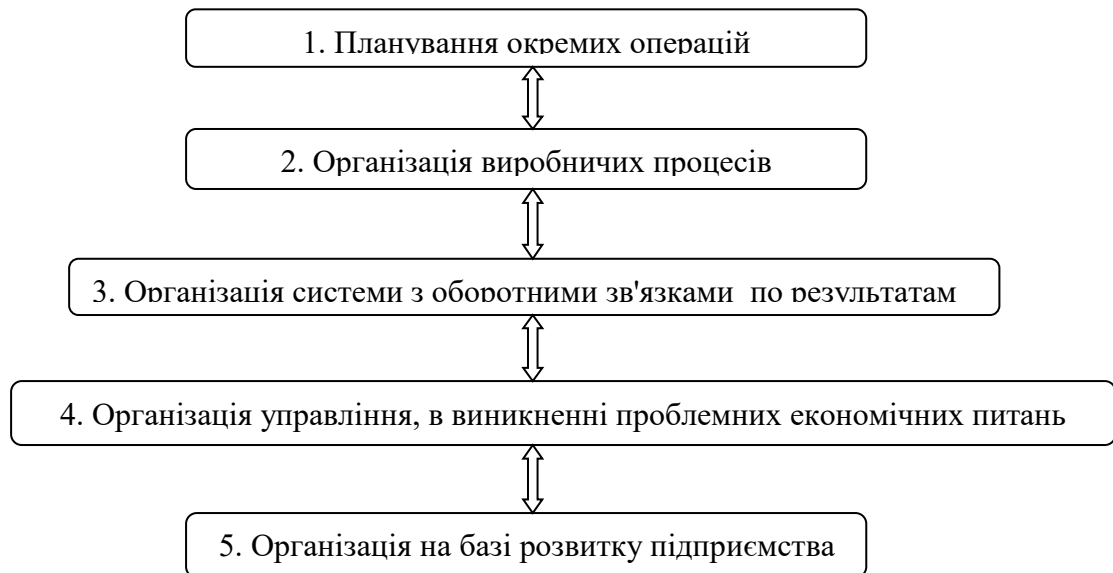 1. Планування окремих операцій
2. Організація виробничих процесів
3. Організація системи з оборотними зв'язками по результатам
4. Організація управління, в виникненні проблемних економічних питань
5. Організація на базі розвитку підприємства